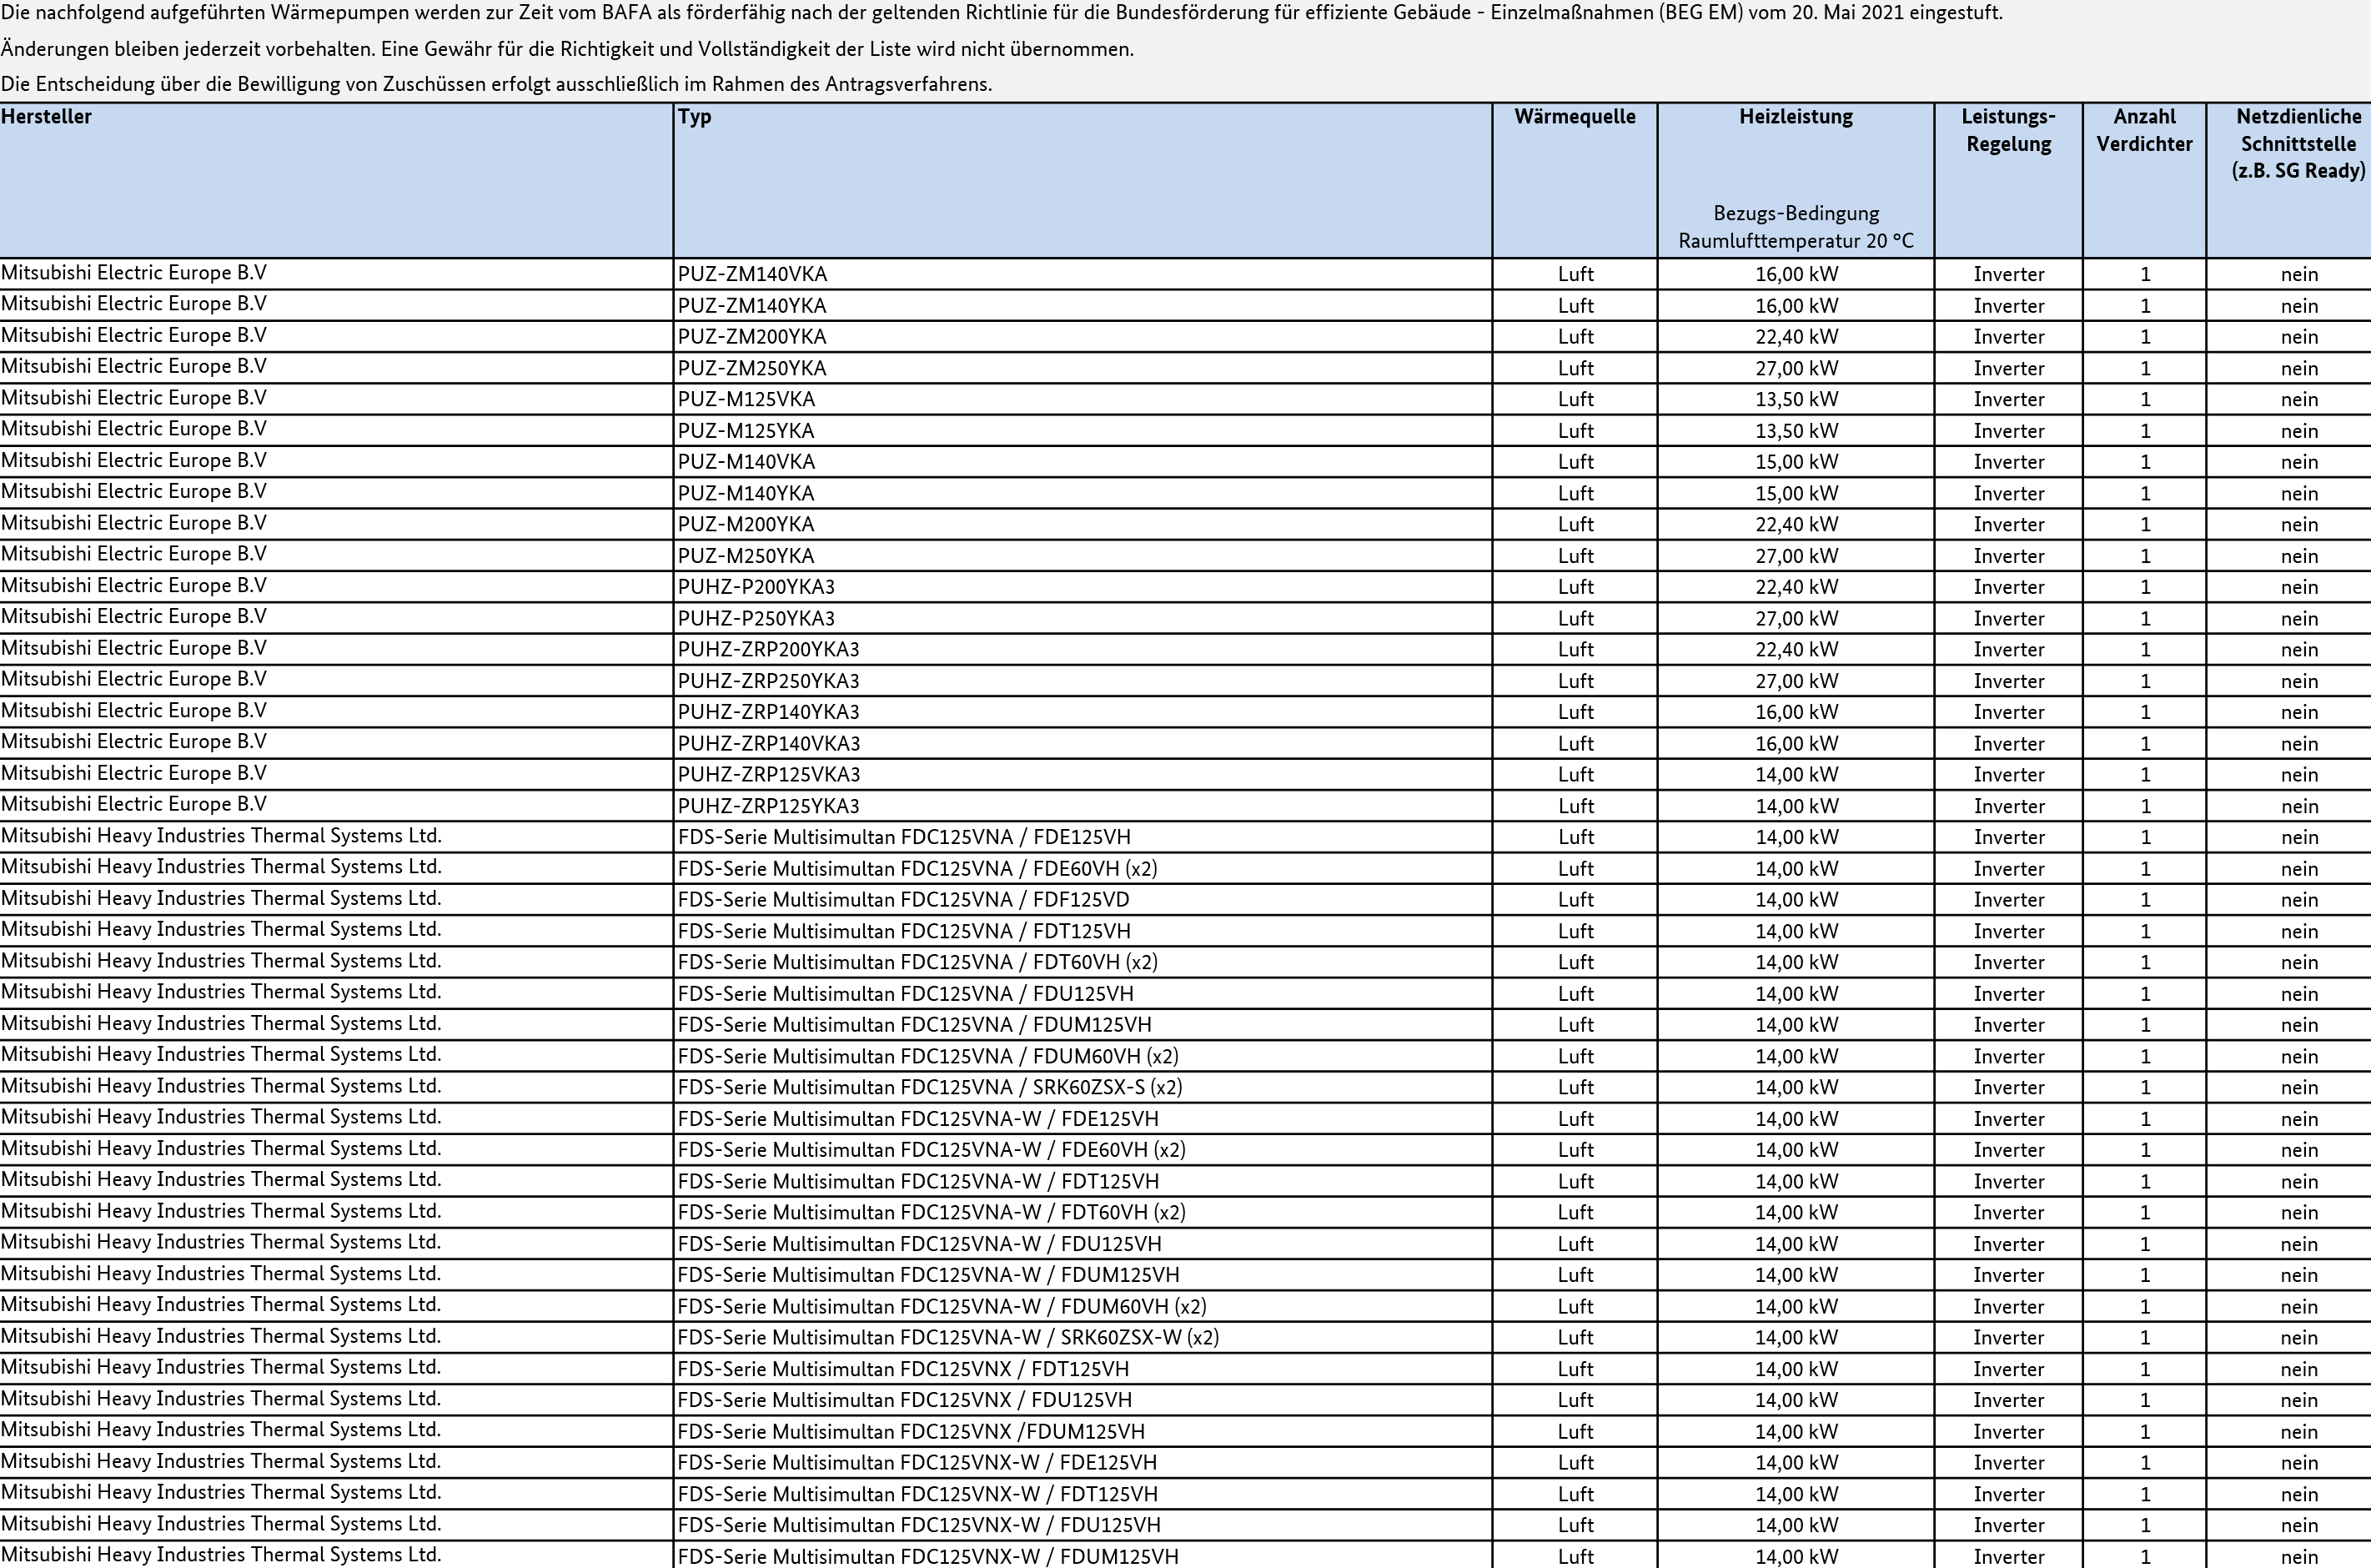 Die nachfolgend aufgeführten Wärmepumpen werden zur Zeit vom BAFA als förderfähig nach der geltenden Richtlinie für die Bundesförderung für effiziente Gebäude - Einzelmaßnahmen (BEG EM) vom 20. Mai 2021 eingestuft.
Änderungen bleiben jederzeit vorbehalten. Eine Gewähr für die Richtigkeit und Vollständigkeit der Liste wird nicht übernommen.
Die Entscheidung über die Bewilligung von Zuschüssen erfolgt ausschließlich im Rahmen des Antragsverfahrens.
Hersteller Typ Wärmequelle Heizleistung Leistungs- Anzahl Netzdienliche
Regelung Verdichter Schnittstelle
(z.B. SG Ready)
Bezugs-Bedingung
Raumlufttemperatur 20 °C
Mitsubishi Electric Europe B.V PUZ-ZM140VKA Luft 16,00 kW Inverter 1 nein
Mitsubishi Electric Europe B.V PUZ-ZM140YKA Luft 16,00 kW Inverter 1 nein
Mitsubishi Electric Europe B.V PUZ-ZM200YKA Luft 22,40 kW Inverter 1 nein
Mitsubishi Electric Europe B.V PUZ-ZM250YKA Luft 27,00 kW Inverter 1 nein
Mitsubishi Electric Europe B.V PUZ-M125VKA Luft 13,50 kW Inverter 1 nein
Mitsubishi Electric Europe B.V PUZ-M125YKA Luft 13,50 kW Inverter 1 nein
Mitsubishi Electric Europe B.V PUZ-M140VKA Luft 15,00 kW Inverter 1 nein
Mitsubishi Electric Europe B.V PUZ-M140YKA Luft 15,00 kW Inverter 1 nein
Mitsubishi Electric Europe B.V PUZ-M200YKA Luft 22,40 kW Inverter 1 nein
Mitsubishi Electric Europe B.V PUZ-M250YKA Luft 27,00 kW Inverter 1 nein
Mitsubishi Electric Europe B.V PUHZ-P200YKA3 Luft 22,40 kW Inverter 1 nein
Mitsubishi Electric Europe B.V PUHZ-P250YKA3 Luft 27,00 kW Inverter 1 nein
Mitsubishi Electric Europe B.V PUHZ-ZRP200YKA3 Luft 22,40 kW Inverter 1 nein
Mitsubishi Electric Europe B.V PUHZ-ZRP250YKA3 Luft 27,00 kW Inverter 1 nein
Mitsubishi Electric Europe B.V PUHZ-ZRP140YKA3 Luft 16,00 kW Inverter 1 nein
Mitsubishi Electric Europe B.V PUHZ-ZRP140VKA3 Luft 16,00 kW Inverter 1 nein
Mitsubishi Electric Europe B.V PUHZ-ZRP125VKA3 Luft 14,00 kW Inverter 1 nein
Mitsubishi Electric Europe B.V PUHZ-ZRP125YKA3 Luft 14,00 kW Inverter 1 nein
Mitsubishi Heavy Industries Thermal Systems Ltd. FDS-Serie Multisimultan FDC125VNA / FDE125VH Luft 14,00 kW Inverter 1 nein
Mitsubishi Heavy Industries Thermal Systems Ltd. FDS-Serie Multisimultan FDC125VNA / FDE60VH (x2) Luft 14,00 kW Inverter 1 nein
Mitsubishi Heavy Industries Thermal Systems Ltd. FDS-Serie Multisimultan FDC125VNA / FDF125VD Luft 14,00 kW Inverter 1 nein
Mitsubishi Heavy Industries Thermal Systems Ltd. FDS-Serie Multisimultan FDC125VNA / FDT125VH Luft 14,00 kW Inverter 1 nein
Mitsubishi Heavy Industries Thermal Systems Ltd. FDS-Serie Multisimultan FDC125VNA / FDT60VH (x2) Luft 14,00 kW Inverter 1 nein
Mitsubishi Heavy Industries Thermal Systems Ltd. FDS-Serie Multisimultan FDC125VNA / FDU125VH Luft 14,00 kW Inverter 1 nein
Mitsubishi Heavy Industries Thermal Systems Ltd. FDS-Serie Multisimultan FDC125VNA / FDUM125VH Luft 14,00 kW Inverter 1 nein
Mitsubishi Heavy Industries Thermal Systems Ltd. FDS-Serie Multisimultan FDC125VNA / FDUM60VH (x2) Luft 14,00 kW Inverter 1 nein
Mitsubishi Heavy Industries Thermal Systems Ltd. FDS-Serie Multisimultan FDC125VNA / SRK60ZSX-S (x2) Luft 14,00 kW Inverter 1 nein
Mitsubishi Heavy Industries Thermal Systems Ltd. FDS-Serie Multisimultan FDC125VNA-W / FDE125VH Luft 14,00 kW Inverter 1 nein
Mitsubishi Heavy Industries Thermal Systems Ltd. FDS-Serie Multisimultan FDC125VNA-W / FDE60VH (x2) Luft 14,00 kW Inverter 1 nein
Mitsubishi Heavy Industries Thermal Systems Ltd. FDS-Serie Multisimultan FDC125VNA-W / FDT125VH Luft 14,00 kW Inverter 1 nein
Mitsubishi Heavy Industries Thermal Systems Ltd. FDS-Serie Multisimultan FDC125VNA-W / FDT60VH (x2) Luft 14,00 kW Inverter 1 nein
Mitsubishi Heavy Industries Thermal Systems Ltd. FDS-Serie Multisimultan FDC125VNA-W / FDU125VH Luft 14,00 kW Inverter 1 nein
Mitsubishi Heavy Industries Thermal Systems Ltd. FDS-Serie Multisimultan FDC125VNA-W / FDUM125VH Luft 14,00 kW Inverter 1 nein
Mitsubishi Heavy Industries Thermal Systems Ltd. FDS-Serie Multisimultan FDC125VNA-W / FDUM60VH (x2) Luft 14,00 kW Inverter 1 nein
Mitsubishi Heavy Industries Thermal Systems Ltd. FDS-Serie Multisimultan FDC125VNA-W / SRK60ZSX-W (x2) Luft 14,00 kW Inverter 1 nein
Mitsubishi Heavy Industries Thermal Systems Ltd. FDS-Serie Multisimultan FDC125VNX / FDT125VH Luft 14,00 kW Inverter 1 nein
Mitsubishi Heavy Industries Thermal Systems Ltd. FDS-Serie Multisimultan FDC125VNX / FDU125VH Luft 14,00 kW Inverter 1 nein
Mitsubishi Heavy Industries Thermal Systems Ltd. FDS-Serie Multisimultan FDC125VNX /FDUM125VH Luft 14,00 kW Inverter 1 nein
Mitsubishi Heavy Industries Thermal Systems Ltd. FDS-Serie Multisimultan FDC125VNX-W / FDE125VH Luft 14,00 kW Inverter 1 nein
Mitsubishi Heavy Industries Thermal Systems Ltd. FDS-Serie Multisimultan FDC125VNX-W / FDT125VH Luft 14,00 kW Inverter 1 nein
Mitsubishi Heavy Industries Thermal Systems Ltd. FDS-Serie Multisimultan FDC125VNX-W / FDU125VH Luft 14,00 kW Inverter 1 nein
Mitsubishi Heavy Industries Thermal Systems Ltd. FDS-Serie Multisimultan FDC125VNX-W / FDUM125VH Luft 14,00 kW Inverter 1 nein